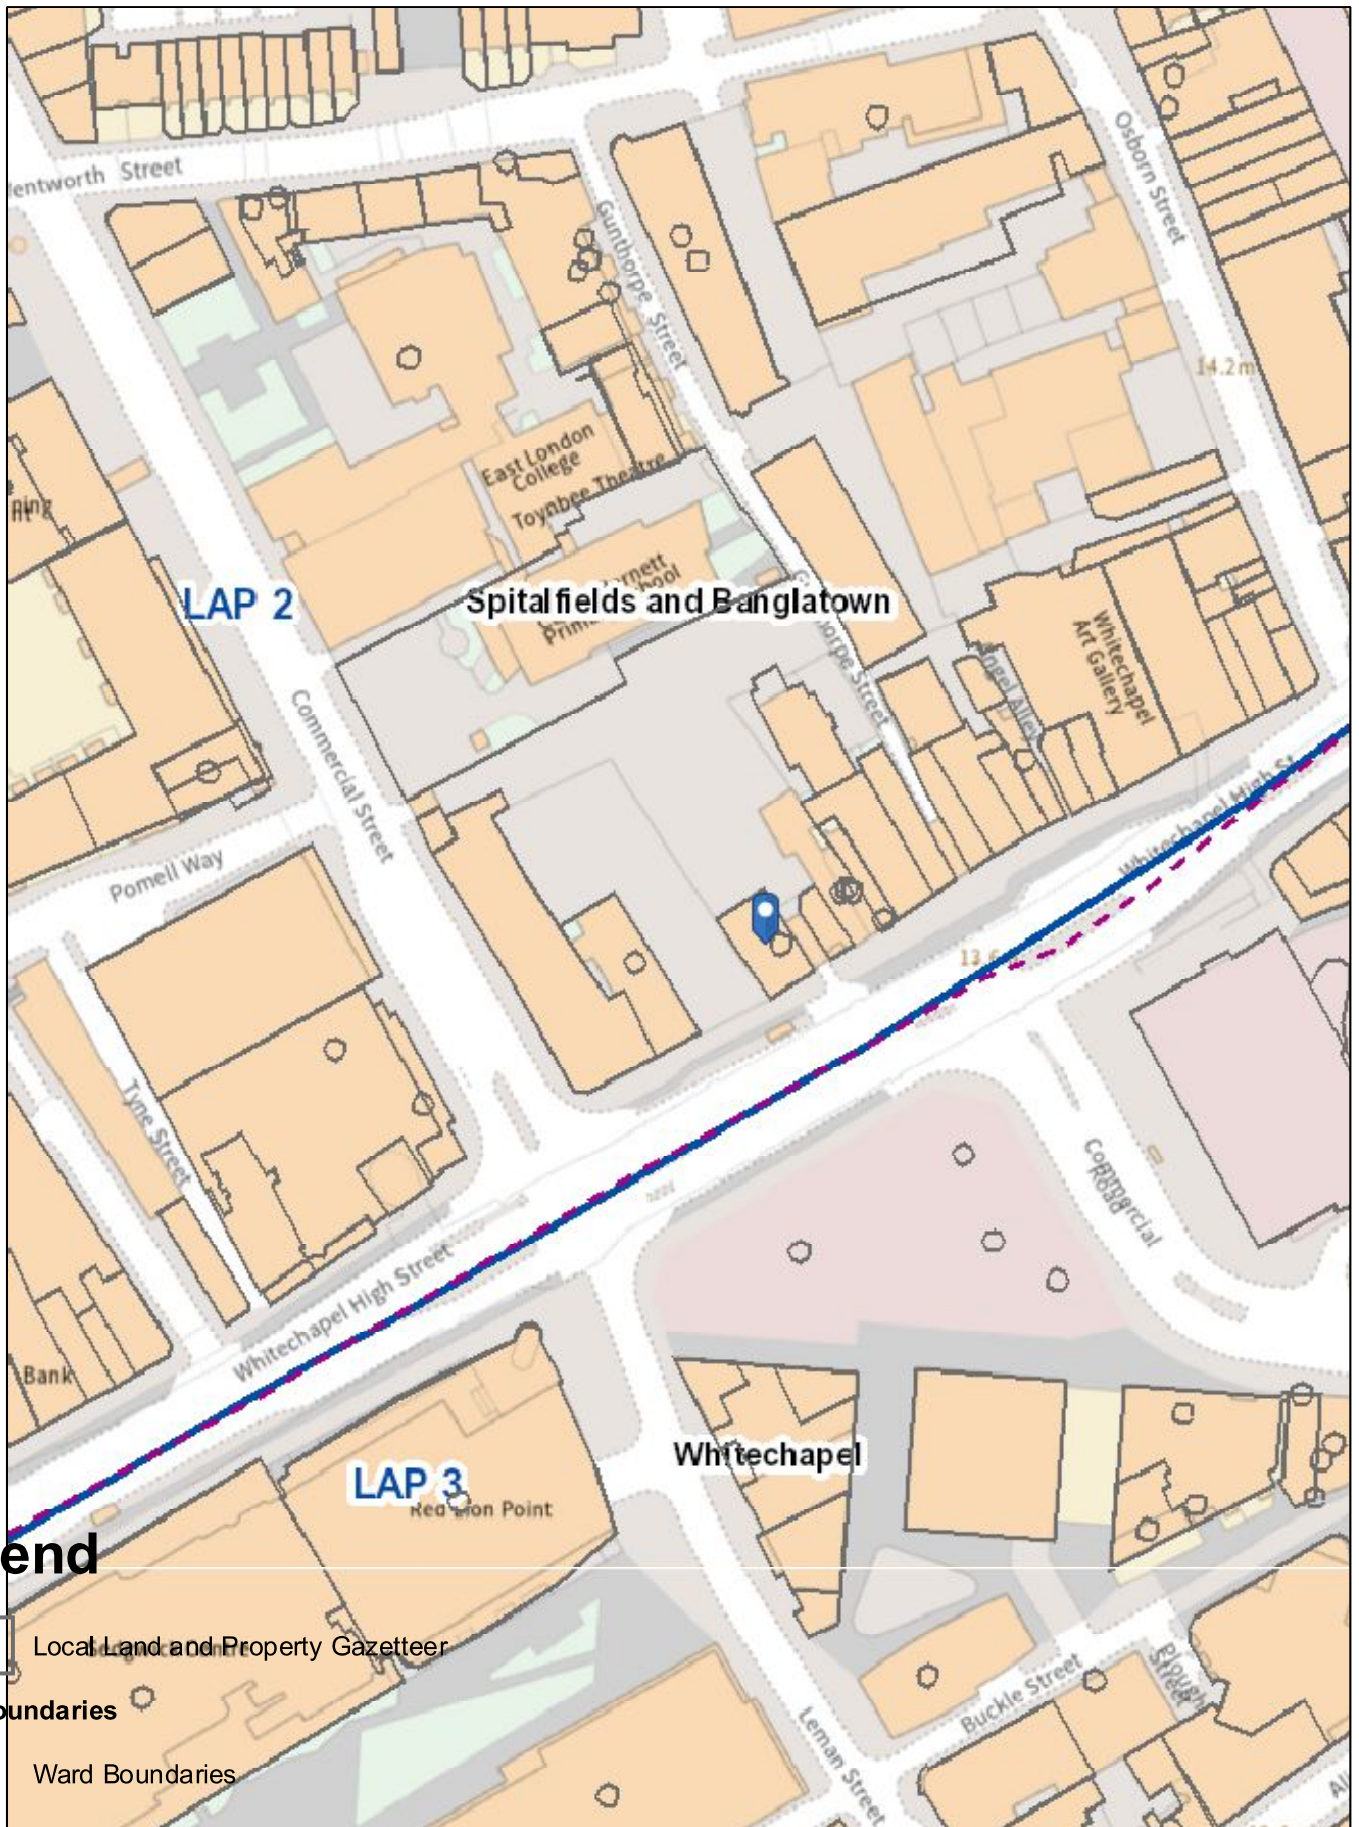 entworth Street
Osborn Street
Gunthorpe Street
14.2m
East London
College
Toynbee Theatre
LAP 2
Spitalfields and Banglatown
Whitechapel
Art Gallery
Angel Alley
Commercial Street
Whitechapel High St
Pomell Way
Tyne Street
Commercial
Road
Whitechapel High Street
Bank
Whitechapel
LAP 3
Red Lion Point
end
Local Land and Property Gazetteer
Buckle Street
Plough
Street
oundaries
Leman Street
Ward Boundaries